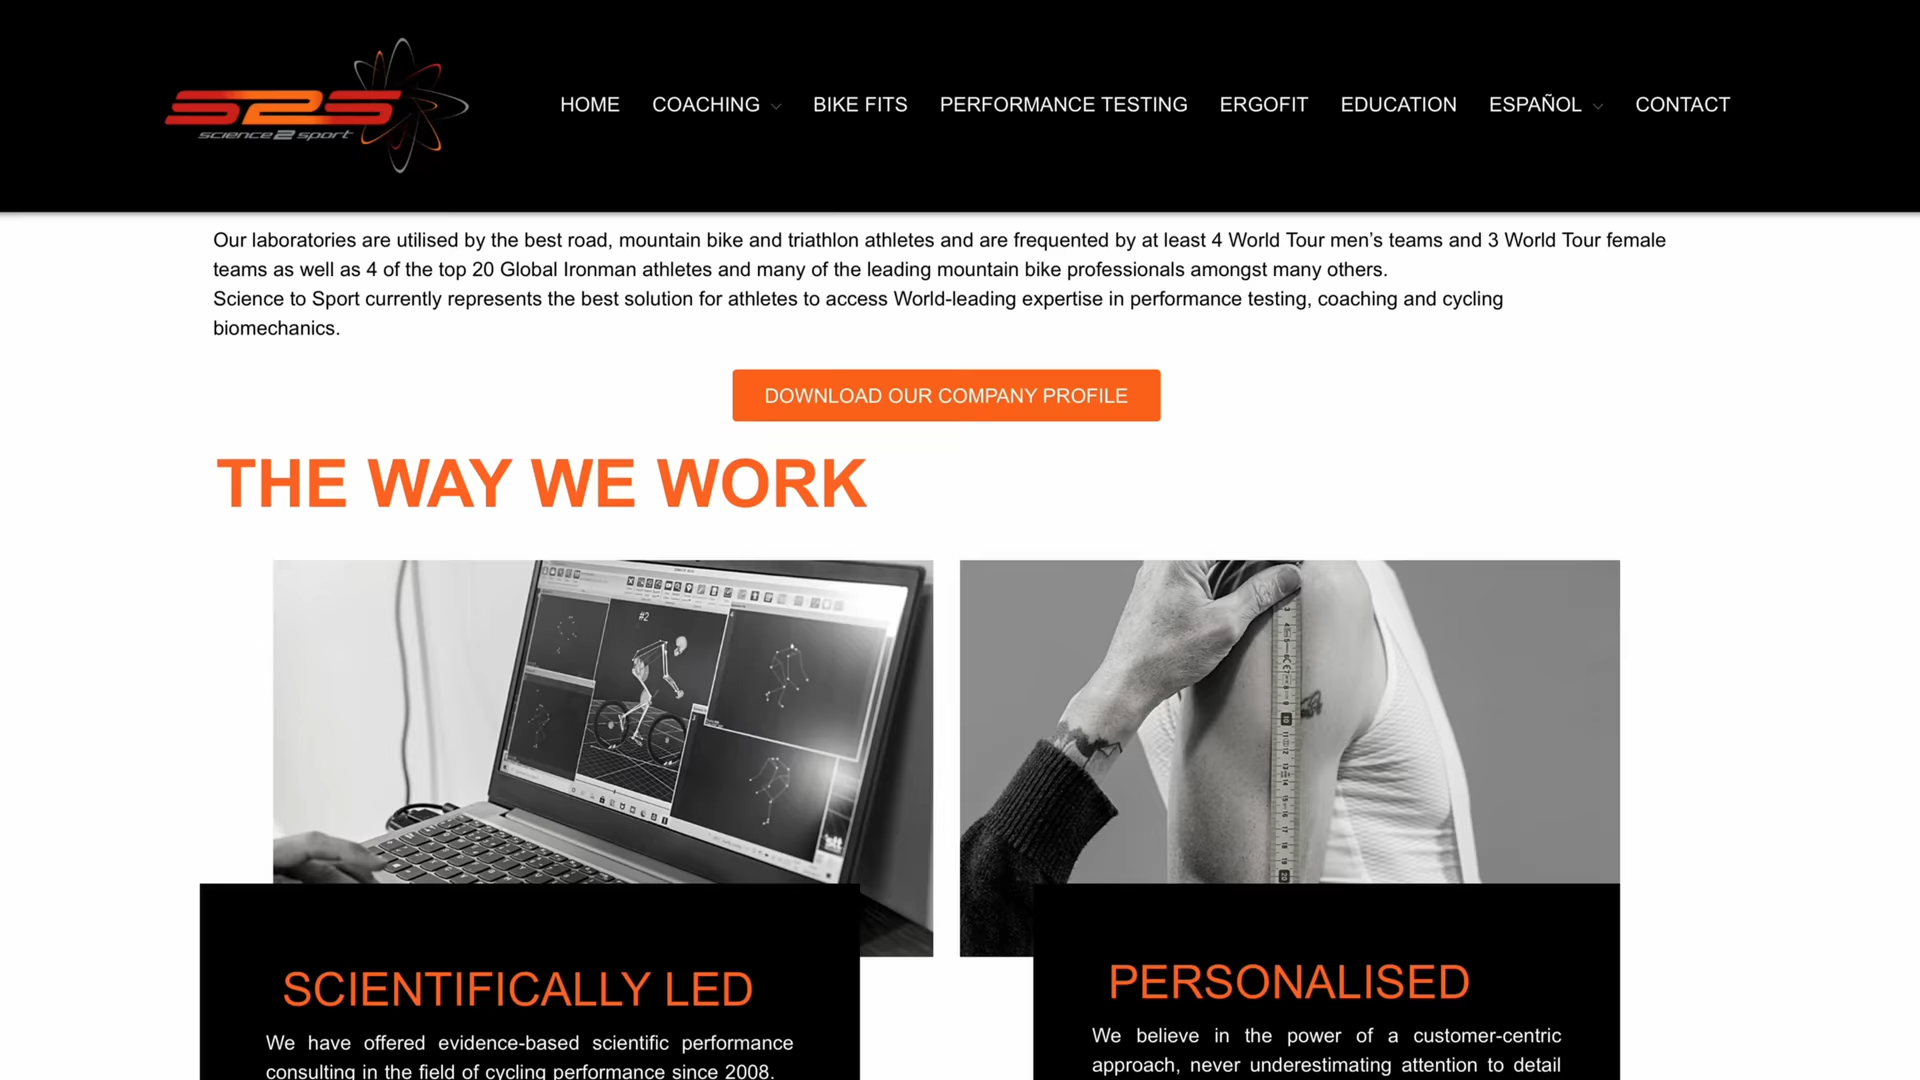 S2S
science2sport
HOME COACHING BIKE FITS PERFORMANCE TESTING ERGOFIT EDUCATION ESPAÑOL CONTACT
Our laboratories are utilised by the best road, mountain bike and triathlon athletes and are frequented by at least 4 World Tour men’s teams and 3 World Tour female
teams as well as 4 of the top 20 Global Ironman athletes and many of the leading mountain bike professionals amongst many others.
Science to Sport currently represents the best solution for athletes to access World-leading expertise in performance testing, coaching and cycling
biomechanics.
DOWNLOAD OUR COMPANY PROFILE
THE WAY WE WORK
#2
stt
SCIENTIFICALLY LED
We have offered evidence-based scientific performance
consulting in the field of cycling performance since 2008.
PERSONALISED
We believe in the power of a customer-centric
approach, never underestimating attention to detail